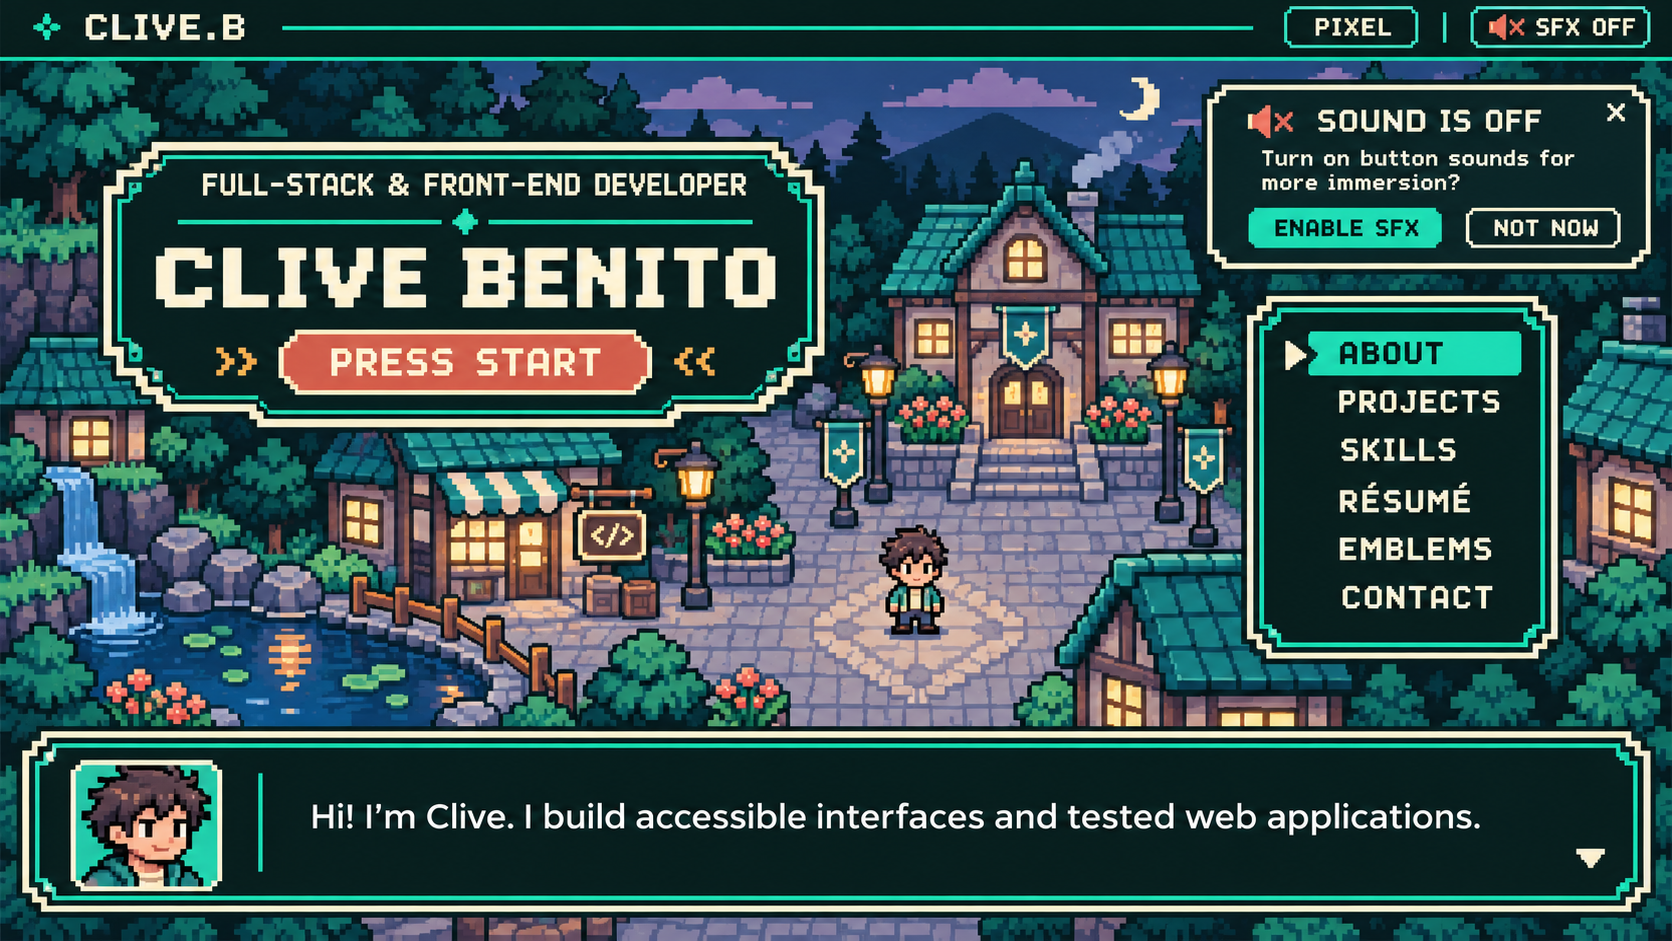 CLIVE.B
PIXEL
SFX OFF
SOUND IS OFF
Turn on button sounds for
more immersion?
ENABLE SFX
NOT NOW
FULL-STACK & FRONT-END DEVELOPER
CLIVE BENITO
PRESS START
ABOUT
PROJECTS
SKILLS
RÉSUMÉ
EMBLEMS
CONTACT
</>
Hi! I'm Clive. I build accessible interfaces and tested web applications.